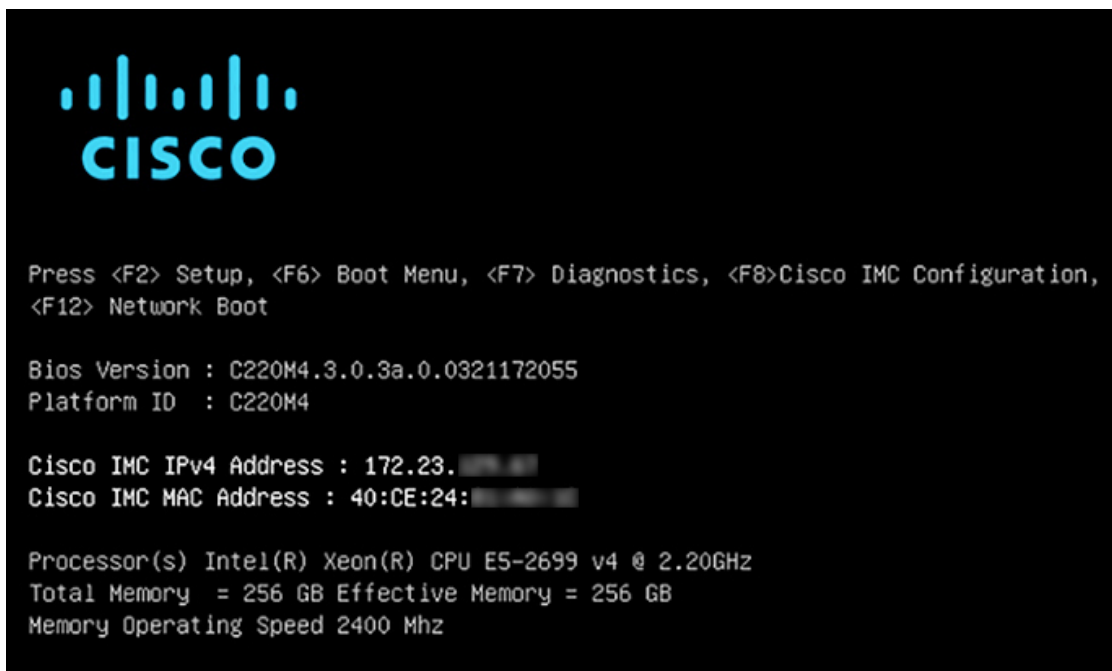 CISCO
Press <F2> Setup, <F6> Boot Menu, <F7> Diagnostics, <F8>Cisco IMC Configuration,
<F12> Network Boot
Bios Version : C220M4.3.0.3a.0.0321172055
Platform ID : C220M4
Cisco IMC IPv4 Address : 172.23.
Cisco IMC MAC Address : 40:CE:24:
Processor(s) Intel(R) Xeon(R) CPU E5-2699 v4 @ 2.20GHz
Total Memory = 256 GB Effective Memory = 256 GB
Memory Operating Speed 2400 Mhz